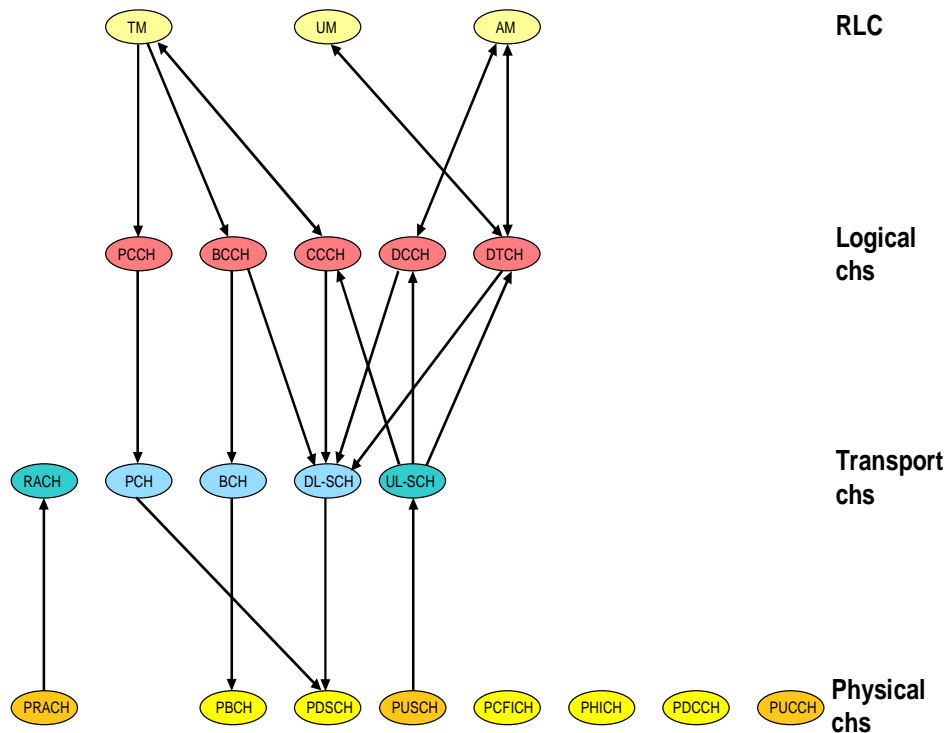 TM
UM
AM
RLC
PCCH
BCCH
CCCH
DCCH
DTCH
Logical
chs
RACH
PCH
BCH
DL-SCH
UL-SCH
Transport
chs
PRACH
PBCH
PDSCH
PUSCH
PCFICH
PHICH
PDCCH
PUCCH
Physical
chs